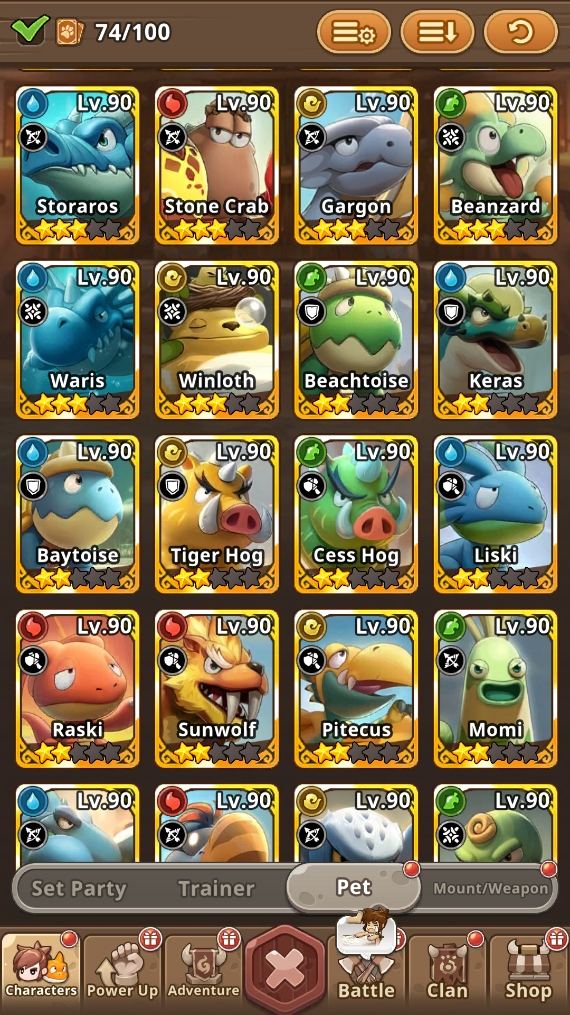 74/100
Lv.90 Lv.90 Lv.90 Lv.90
Storaros Stone Crab Gargon Beanzard
Lv.90 Lv.90 Lv.90 Lv.90
Waris Winloth Beachtoise Keras
Lv.90 Lv.90 Lv.90 Lv.90
Baytoise Tiger Hog Cess Hog Liski
Lv.90 Lv.90 Lv.90 Lv.90
Raski Sunwolf Pitecus Momi
Lv.90 Lv.90 Lv.90 Lv.90
Set Party Trainer Pet Mount/Weapon
Characters Power Up Adventure Battle Clan Shop